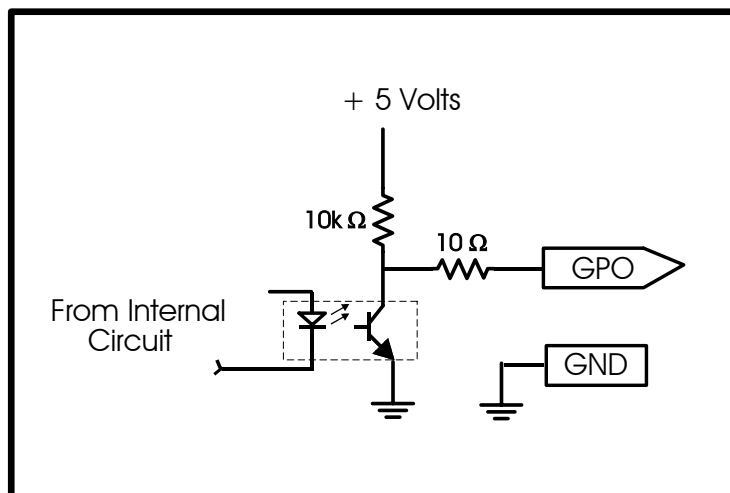 + 5 Volts
10k Ω
10 Ω
GPO
From Internal
Circuit
GND